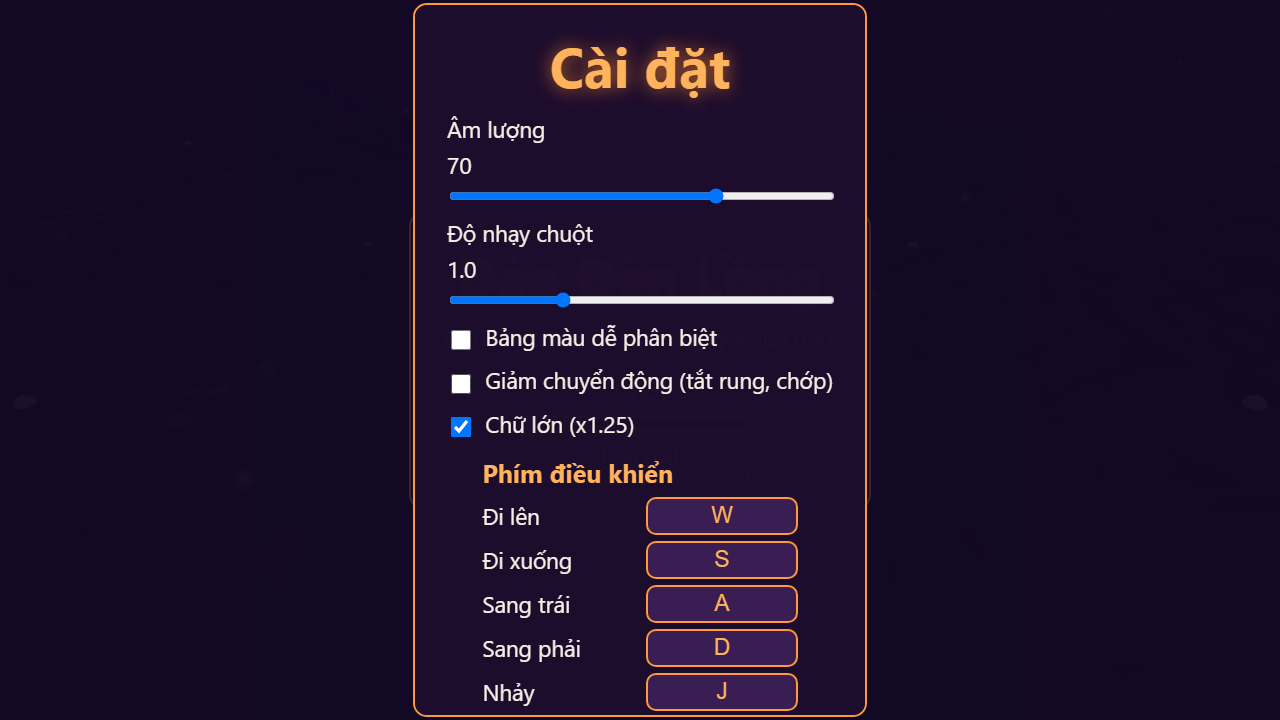 Cài đặt
Âm lượng
70
Độ nhạy chuột
1.0
Bảng màu dễ phân biệt
Giảm chuyển động (tắt rung, chớp)
Chữ lớn (x1.25)
Phím điều khiển
Đi lên W
Đi xuống S
Sang trái A
Sang phải D
Nhảy J